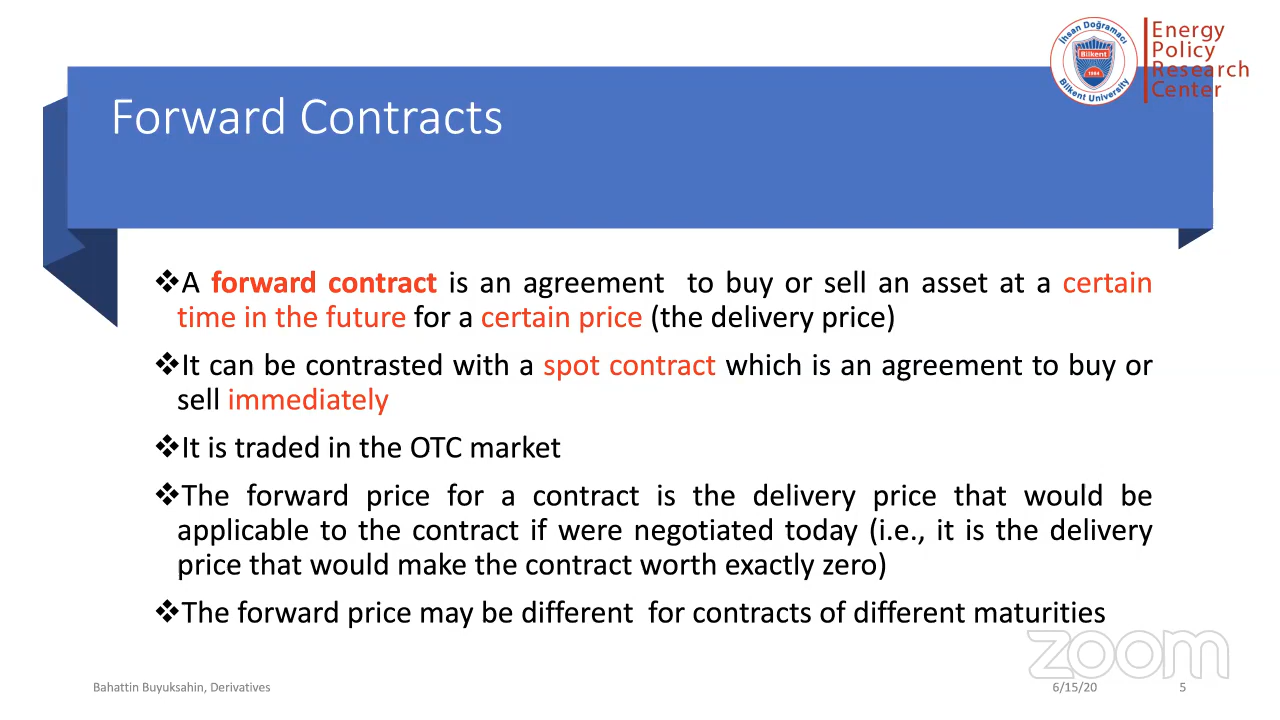 İhsan Doğramacı
Bilkent
1984
Bilkent University
Energy
Policy
Research
Center
Forward Contracts
❖A forward contract is an agreement  to buy or sell an asset at a certain
time in the future for a certain price (the delivery price)
❖It can be contrasted with a spot contract which is an agreement to buy or
sell immediately
❖It is traded in the OTC market
❖The forward price for a contract is the delivery price that would be
applicable to the contract if were negotiated today (i.e., it is the delivery
price that would make the contract worth exactly zero)
❖The forward price may be different  for contracts of different maturities
zoom
Bahattin Buyuksahin, Derivatives
6/15/20
5